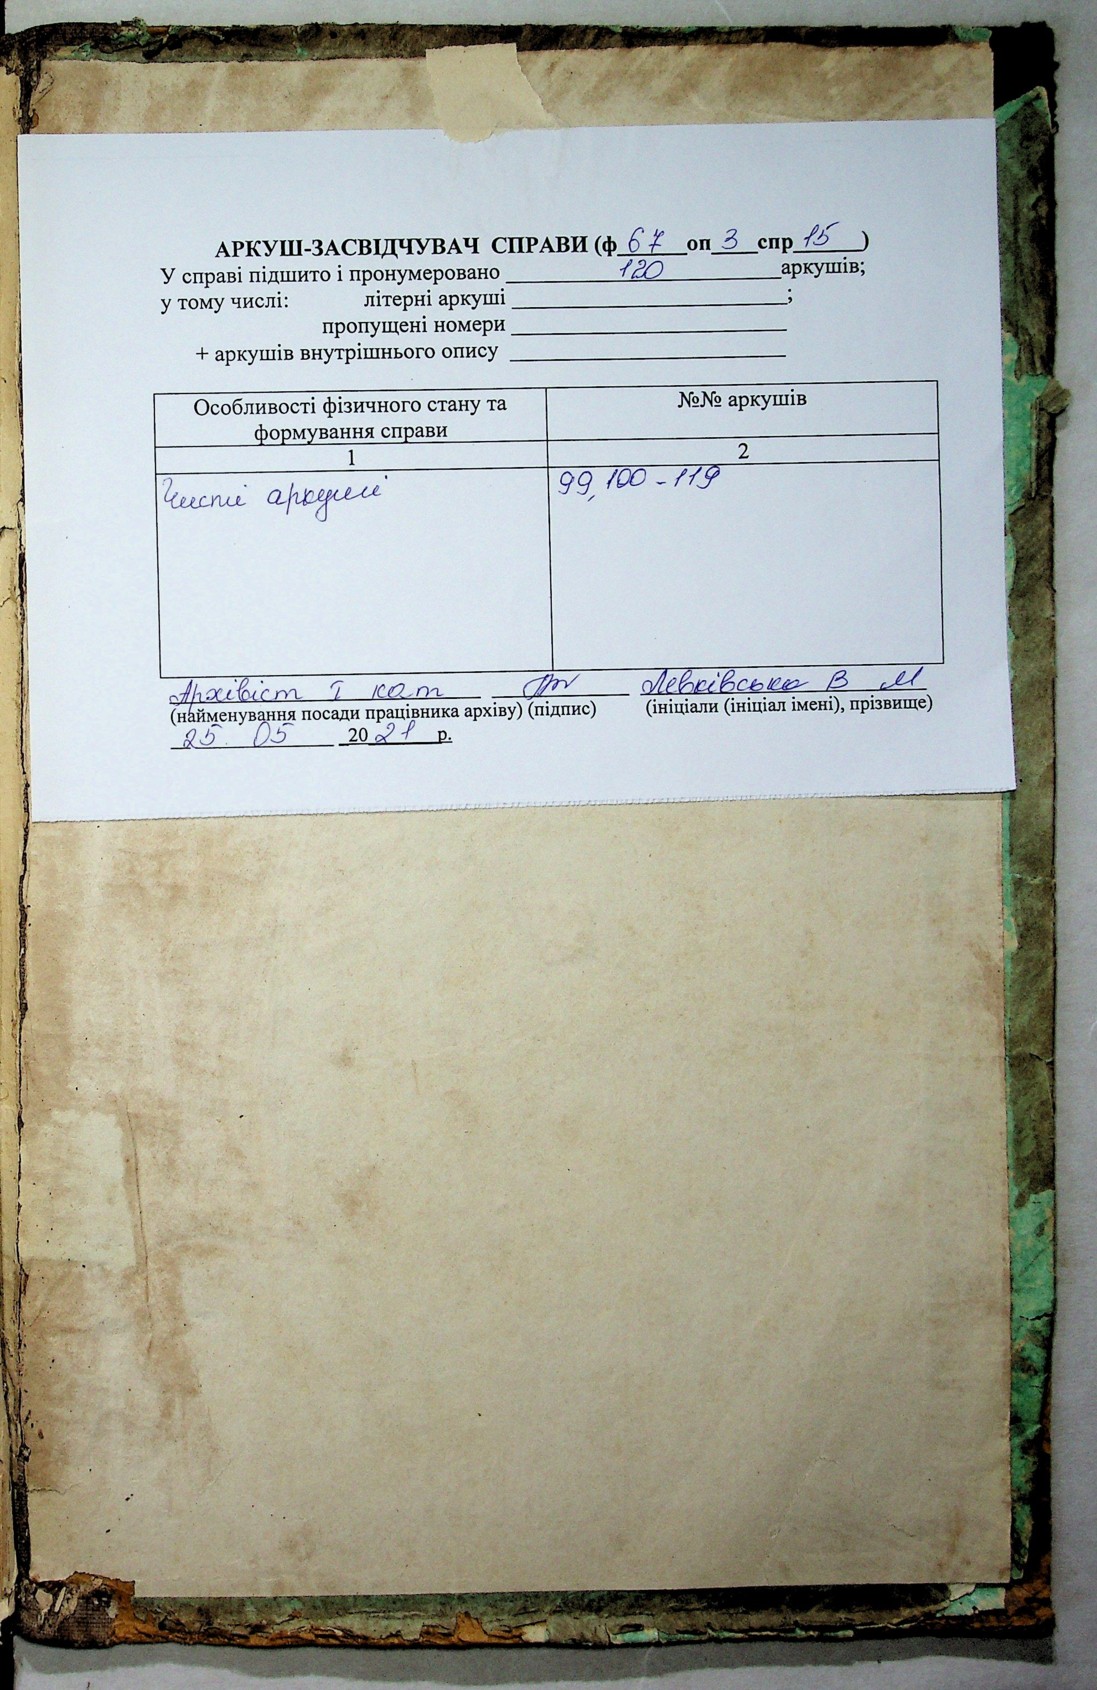 АРКУШ-ЗАСВІДЧУВАЧ СПРАВИ (ф 67 оп 3 спр 15 )
У справі підшито і пронумеровано 120 аркушів;
у тому числі: літерні аркуші ;
пропущені номери
+ аркушів внутрішнього опису
Особливості фізичного стану та формування справи
№№ аркушів
1
2
Чисті аркуші
99, 100 - 119
Архівіст І кат Левківська В М
(найменування посади працівника архіву) (підпис) (ініціали (ініціал імені), прізвище)
25. 05 2021 р.